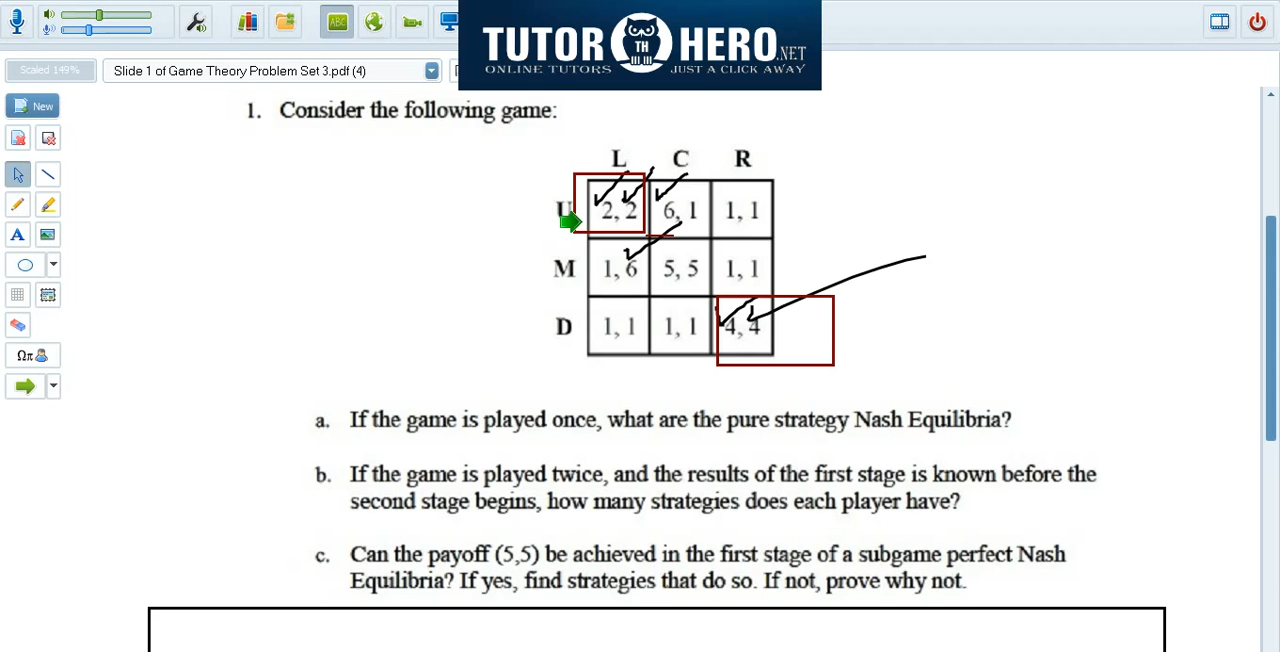 TUTOR TH HERO.NET
ONLINE TUTORS JUST A CLICK AWAY
ABC
Scaled 149%
Slide 1 of Game Theory Problem Set 3.pdf (4)
New
A
Ωπ
1. Consider the following game:
L C R
U 2, 2 6, 1 1, 1
M 1, 6 5, 5 1, 1
D 1, 1 1, 1 4, 4
a. If the game is played once, what are the pure strategy Nash Equilibria?
b. If the game is played twice, and the results of the first stage is known before the
second stage begins, how many strategies does each player have?
c. Can the payoff (5,5) be achieved in the first stage of a subgame perfect Nash
Equilibria? If yes, find strategies that do so. If not, prove why not.